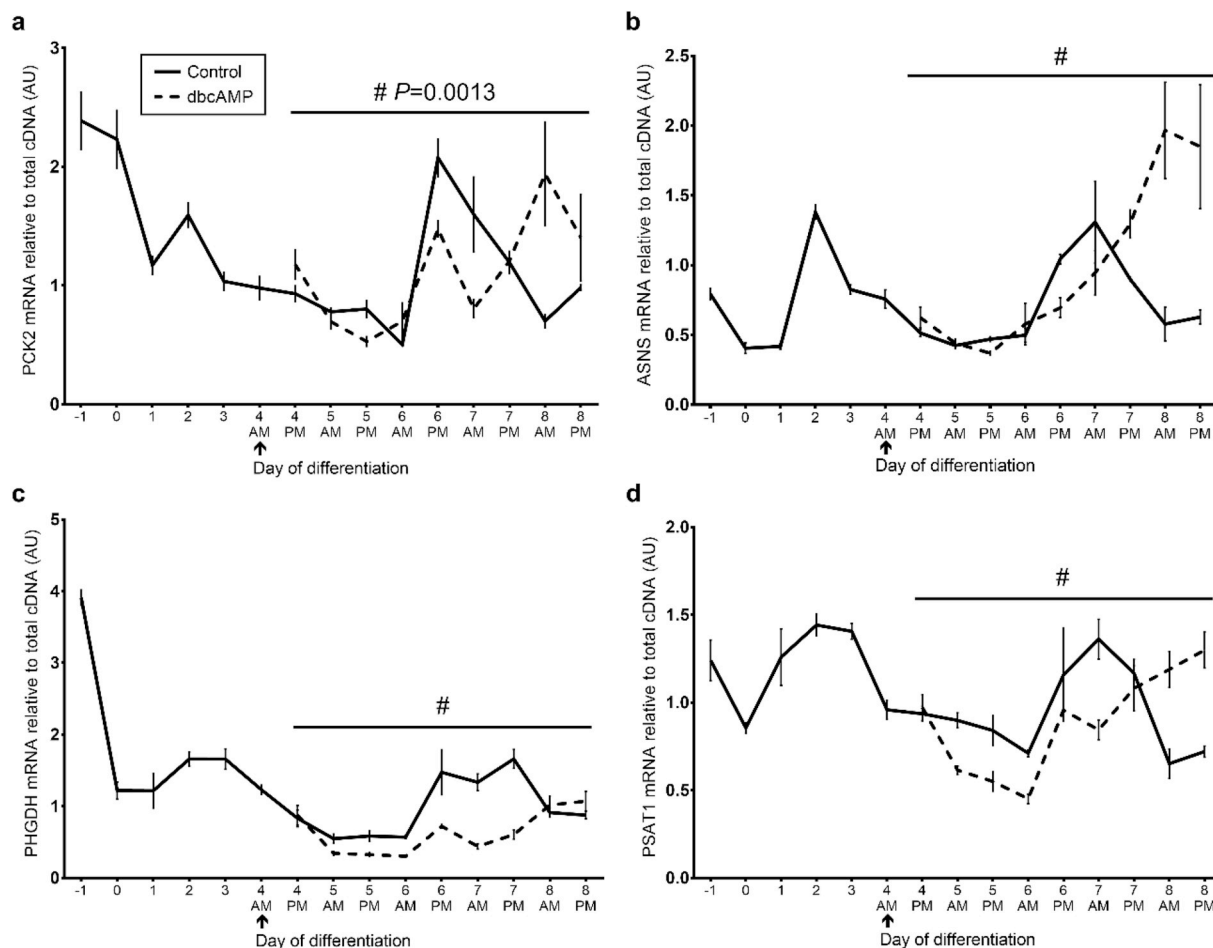 a
PCK2 mRNA relative to total cDNA (AU)
3
2
1
0
Control
dbcAMP
# P=0.0013
-1 0 1 2 3 4 4 5 5 6 6 7 7 8 8
AM PM AM PM AM PM AM PM AM PM
Day of differentiation
b
ASNS mRNA relative to total cDNA (AU)
2.5
2.0
1.5
1.0
0.5
0.0
#
-1 0 1 2 3 4 4 5 5 6 6 7 7 8 8
AM PM AM PM AM PM AM PM AM PM
Day of differentiation
c
PHGDH mRNA relative to total cDNA (AU)
5
4
3
2
1
0
#
-1 0 1 2 3 4 4 5 5 6 6 7 7 8 8
AM PM AM PM AM PM AM PM AM PM
Day of differentiation
d
PSAT1 mRNA relative to total cDNA (AU)
2.0
1.5
1.0
0.5
0.0
#
-1 0 1 2 3 4 4 5 5 6 6 7 7 8 8
AM PM AM PM AM PM AM PM AM PM
Day of differentiation